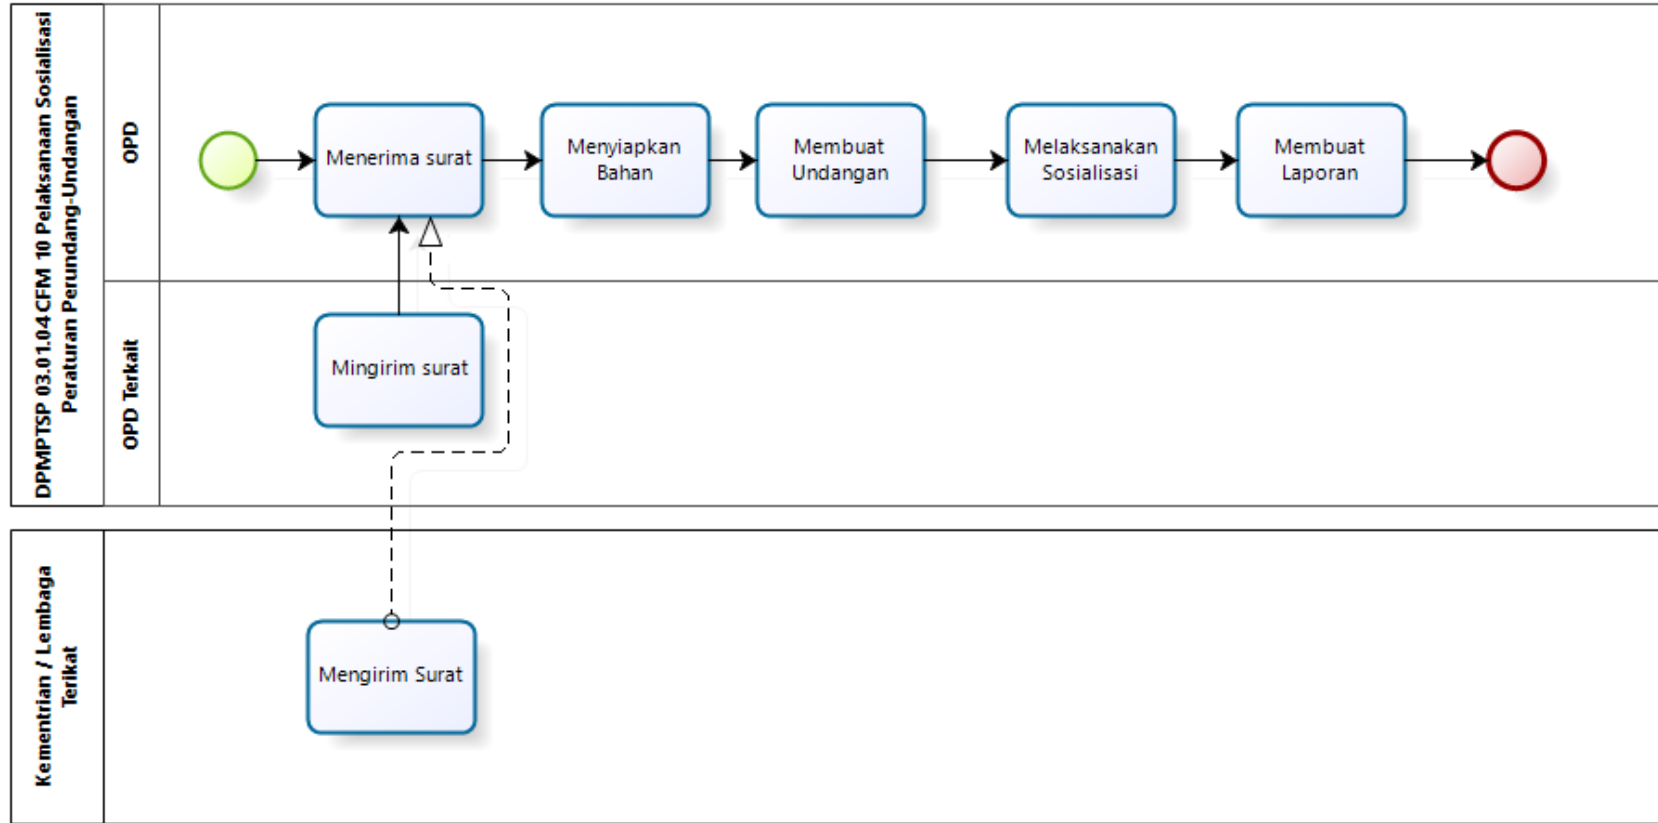 DPMPTSP 03.01.04 CFM 10 Pelaksanaan Sosialisasi
Peraturan Perundang-Undangan
OPD
Menerima surat
Menyiapkan
Bahan
Membuat
Undangan
Melaksanakan
Sosialisasi
Membuat
Laporan
OPD Terkait
Mingirim surat
Kementrian / Lembaga
Terikat
Mengirim Surat